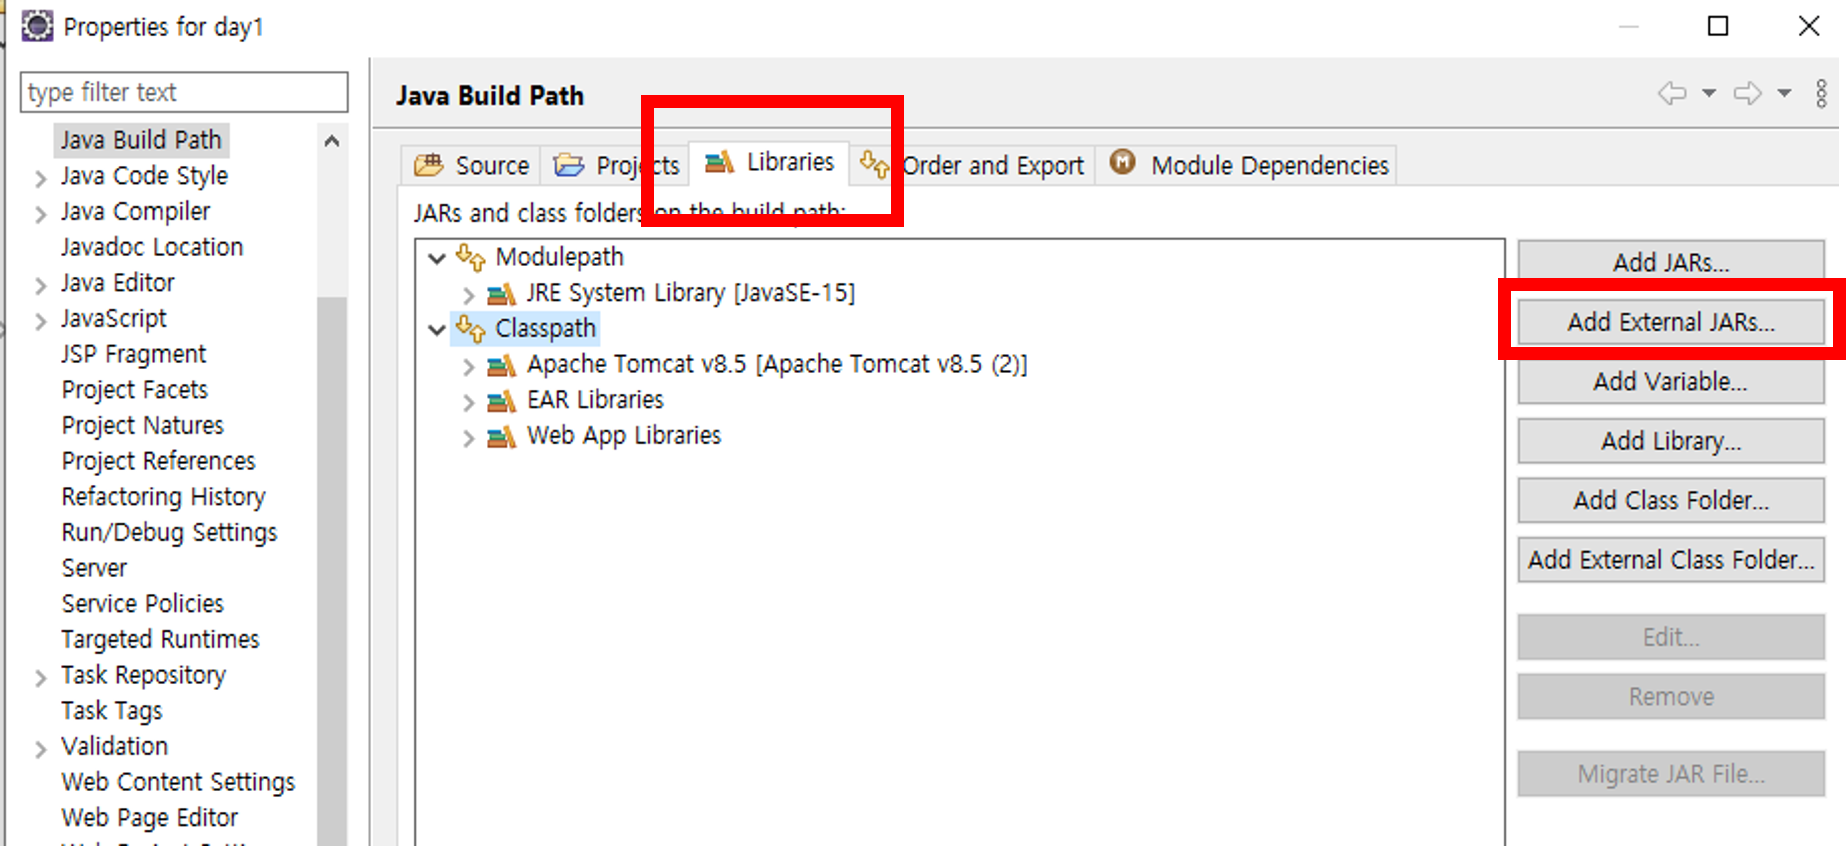 Properties for day1
type filter text
Java Build Path
Java Code Style
Java Compiler
Javadoc Location
Java Editor
JavaScript
JSP Fragment
Project Facets
Project Natures
Project References
Refactoring History
Run/Debug Settings
Server
Service Policies
Targeted Runtimes
Task Repository
Task Tags
Validation
Web Content Settings
Web Page Editor
Java Build Path
Source
Projects
Libraries
Order and Export
Module Dependencies
JARs and class folders on the build path:
Modulepath
JRE System Library [JavaSE-15]
Classpath
Apache Tomcat v8.5 [Apache Tomcat v8.5 (2)]
EAR Libraries
Web App Libraries
Add JARs...
Add External JARs...
Add Variable...
Add Library...
Add Class Folder...
Add External Class Folder...
Edit...
Remove
Migrate JAR File...